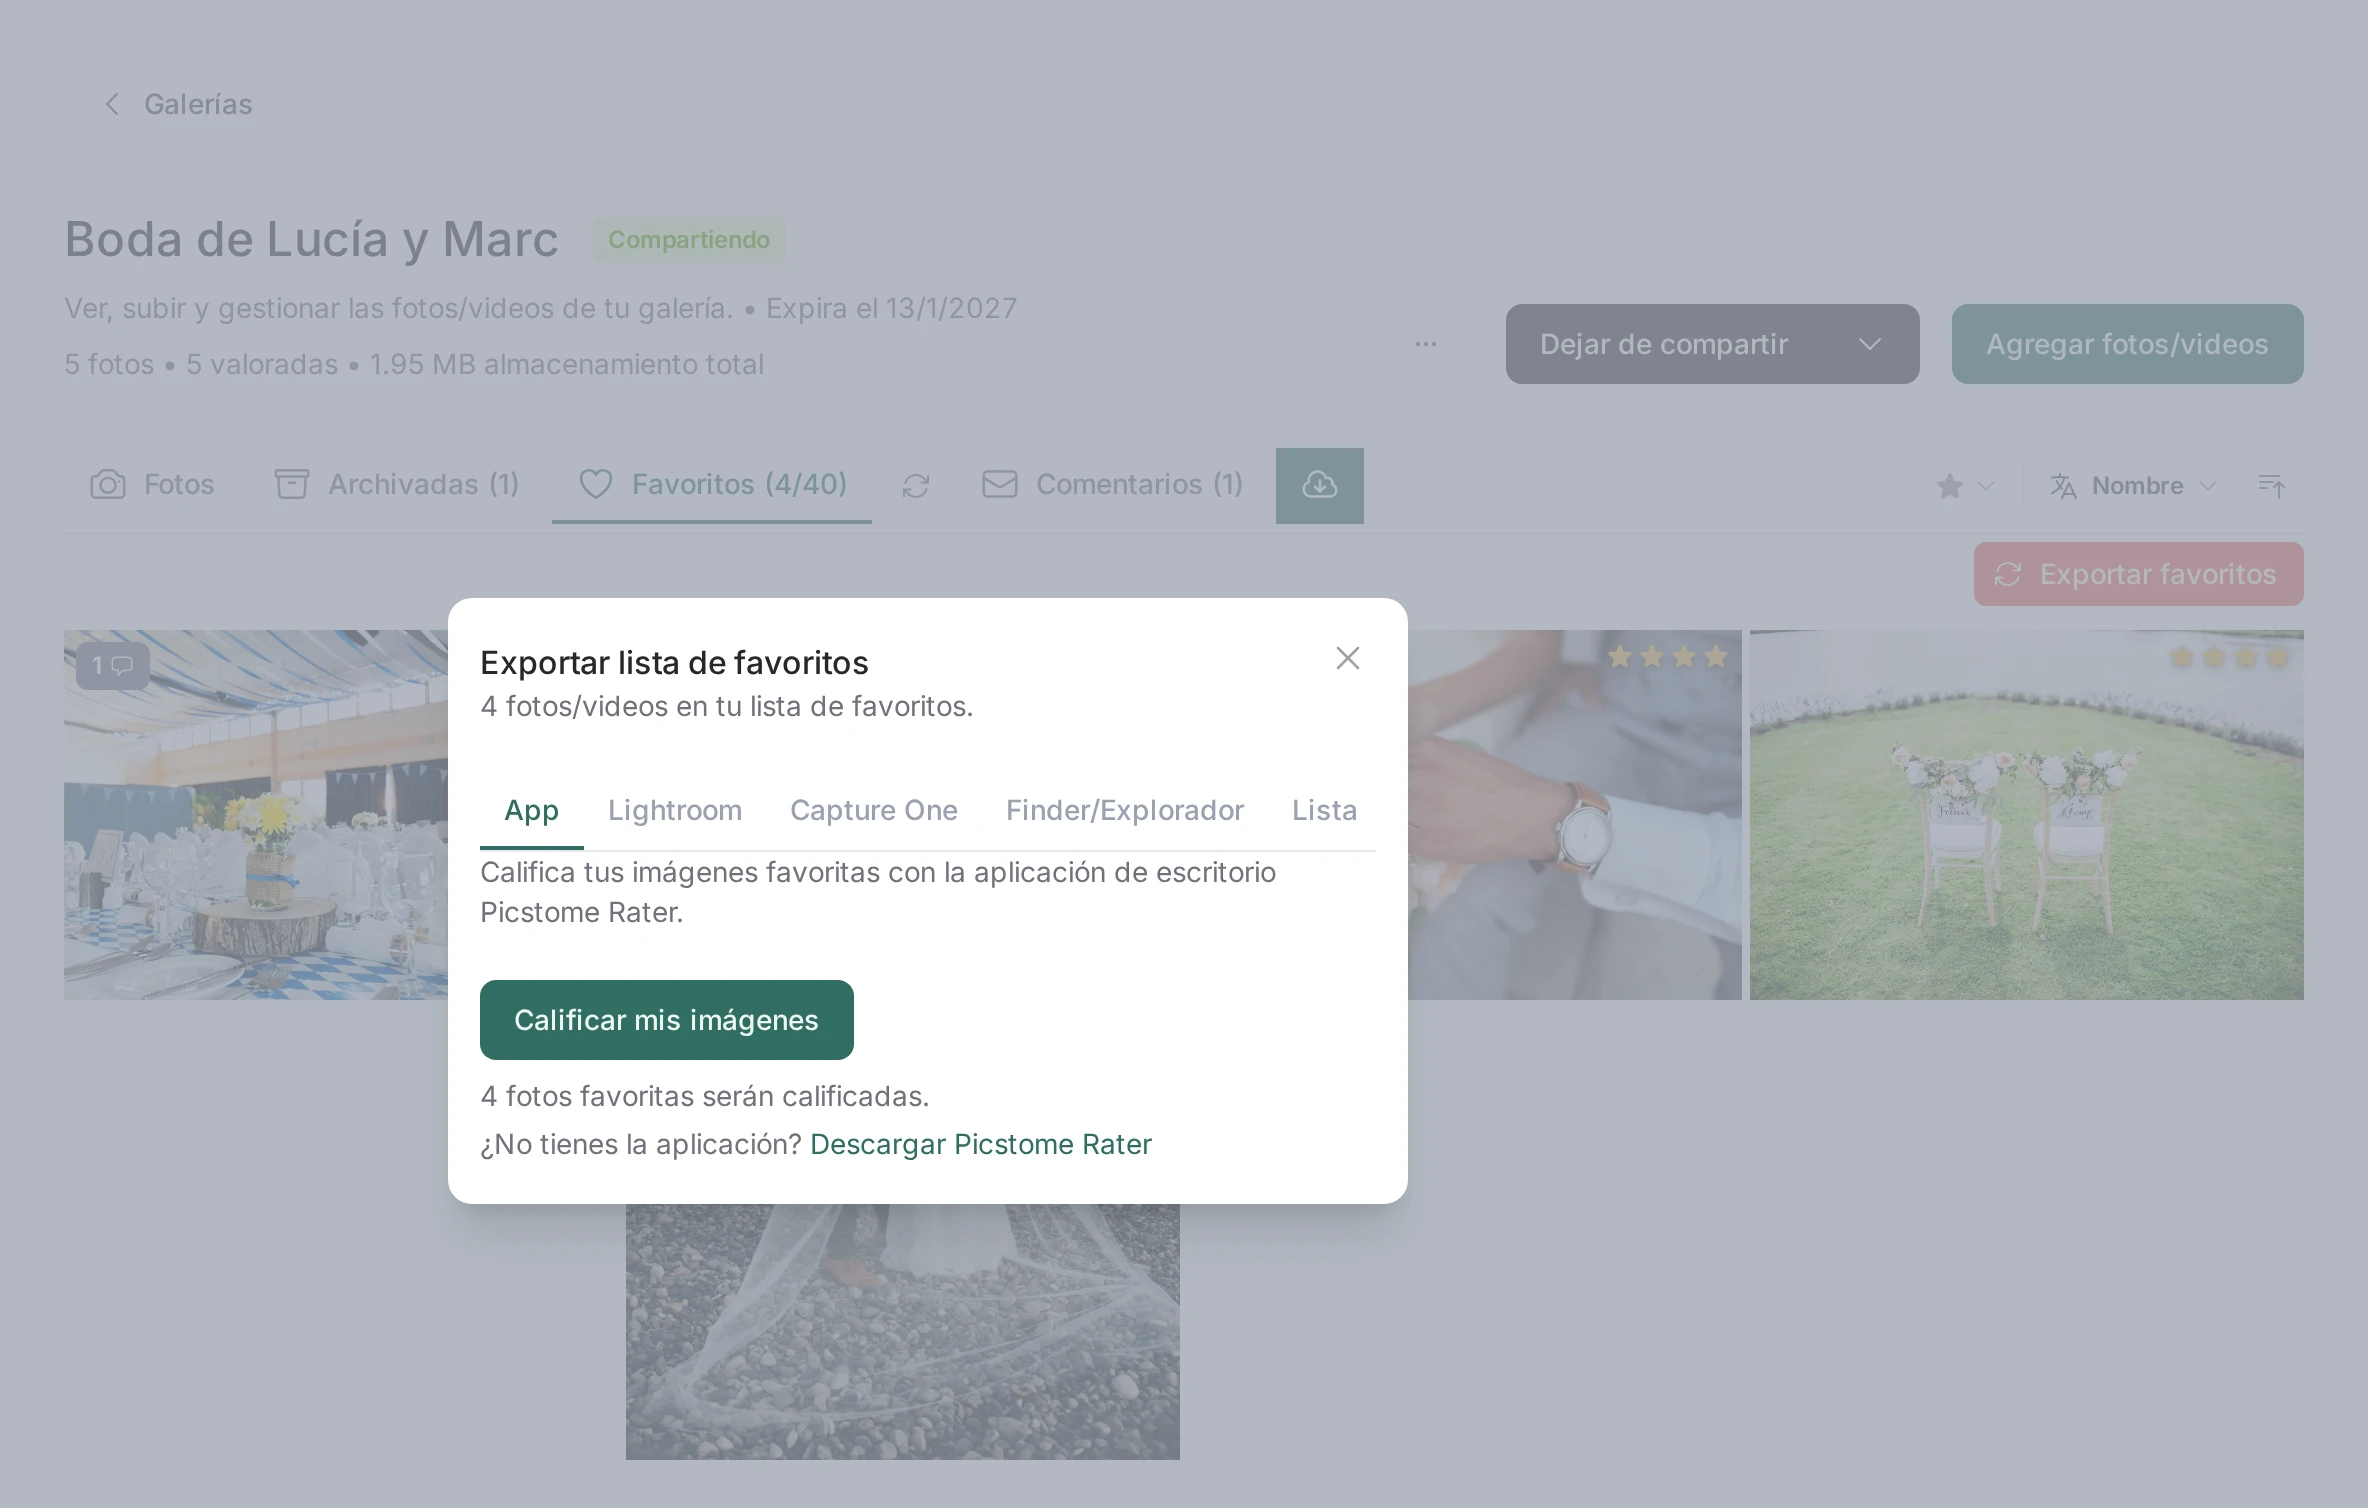 Galerías
Boda de Lucía y Marc
Compartiendo
Ver, subir y gestionar las fotos/videos de tu galería. • Expira el 13/1/2027
5 fotos • 5 valoradas • 1.95 MB almacenamiento total
Dejar de compartir
Agregar fotos/videos
Fotos
Archivadas (1)
Favoritos (4/40)
Comentarios (1)
Nombre
Exportar favoritos
1
Exportar lista de favoritos
4 fotos/videos en tu lista de favoritos.
App
Lightroom
Capture One
Finder/Explorador
Lista
Califica tus imágenes favoritas con la aplicación de escritorio
Picstome Rater.
Calificar mis imágenes
4 fotos favoritas serán calificadas.
¿No tienes la aplicación? Descargar Picstome Rater